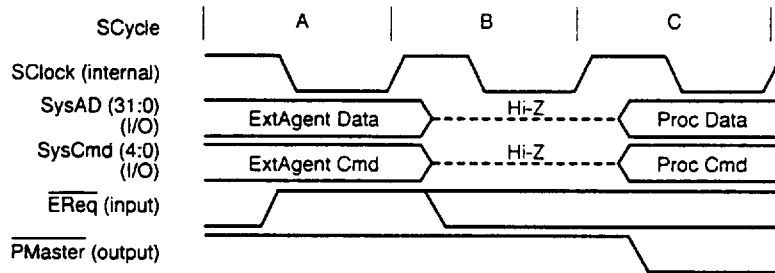 SCycle A B C
SClock (internal)
SysAD (31:0)
(I/O)
ExtAgent Data Hi-Z Proc Data
SysCmd (4:0)
(I/O)
ExtAgent Cmd Hi-Z Proc Cmd
EReq (input)
PMaster (output)